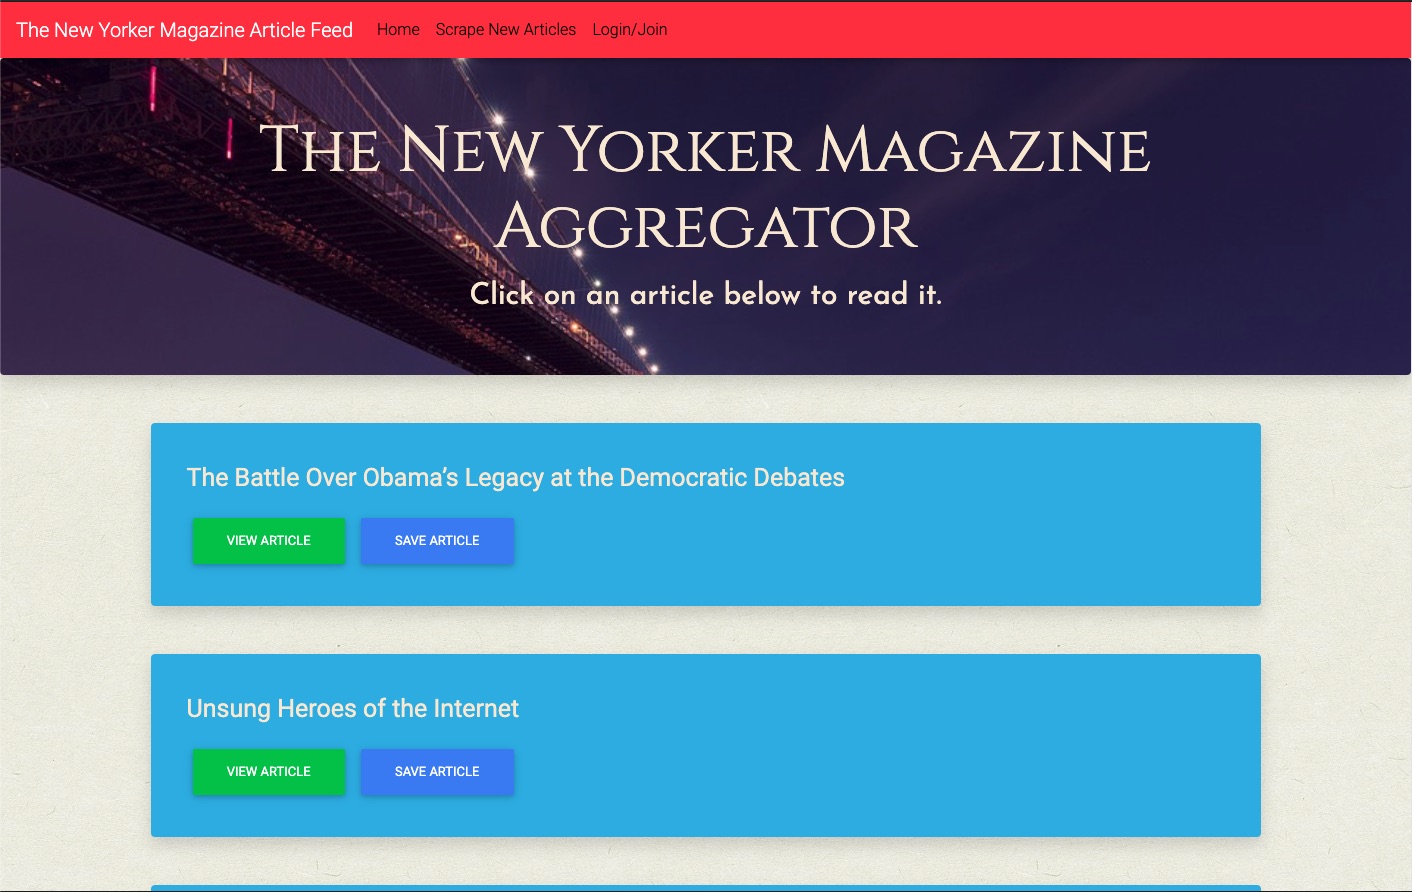 The New Yorker Magazine Article Feed Home Scrape New Articles Login/Join
The New Yorker Magazine
Aggregator
Click on an article below to read it.
The Battle Over Obama’s Legacy at the Democratic Debates
VIEW ARTICLE SAVE ARTICLE
Unsung Heroes of the Internet
VIEW ARTICLE SAVE ARTICLE